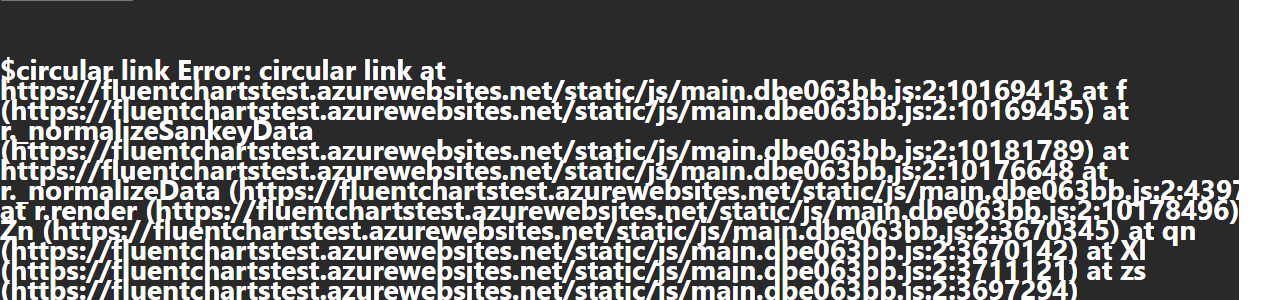 $circular link Error: circular link at
https://fluentchartstest.azurewebsites.net/static/js/main.dbe063bb.js:2:10169413 at f
(https://fluentchartstest.azurewebsites.net/static/js/main.dbe063bb.js:2:10169455) at
r._normalizeSankeyData
(https://fluentchartstest.azurewebsites.net/static/js/main.dbe063bb.js:2:10181789) at
https://fluentchartstest.azurewebsites.net/static/js/main.dbe063bb.js:2:10176648 at
r._normalizeData (https://fluentchartstest.azurewebsites.net/static/js/main.dbe063bb.js:2:4397
at r.render (https://fluentchartstest.azurewebsites.net/static/js/main.dbe063bb.js:2:10178496)
Zn (https://fluentchartstest.azurewebsites.net/static/js/main.dbe063bb.js:2:3670345) at qn
(https://fluentchartstest.azurewebsites.net/static/js/main.dbe063bb.js:2:3670142) at Xl
(https://fluentchartstest.azurewebsites.net/static/js/main.dbe063bb.js:2:3711121) at zs
(https://fluentchartstest.azurewebsites.net/static/js/main.dbe063bb.js:2:3697294)